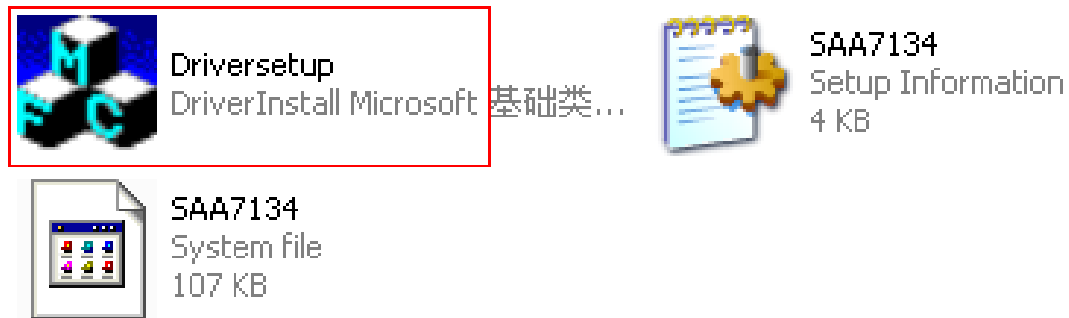 M
F C
Driversetup
DriverInstall Microsoft 基础类...
SAA7134
Setup Information
4 KB
SAA7134
System file
107 KB